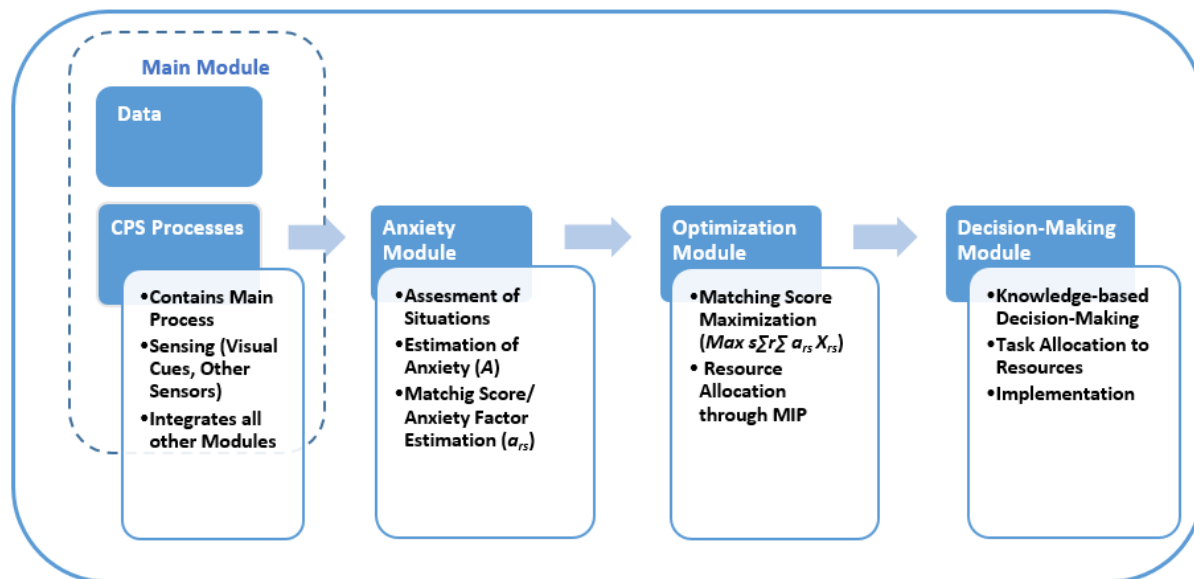 Main Module
Data
CPS Processes
•Contains Main
Process
•Sensing (Visual
Cues, Other
Sensors)
•Integrates all
other Modules
Anxiety
Module
•Assesment of
Situations
•Estimation of
Anxiety (A)
•Matchig Score/
Anxiety Factor
Estimation (ars)
Optimization
Module
•Matching Score
Maximization
(Max s∑r∑ ars Xrs)
• Resource
Allocation
through MIP
Decision-Making
Module
•Knowledge-based
Decision-Making
•Task Allocation to
Resources
•Implementation